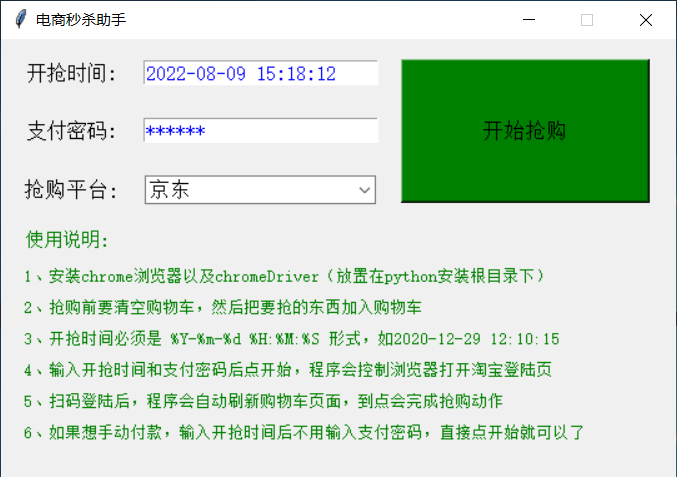 电商秒杀助手
开抢时间: 2022-08-09 15:18:12
支付密码: ******
开始抢购
抢购平台: 京东
使用说明:
1、安装chrome浏览器以及chromeDriver（放置在python安装根目录下）
2、抢购前要清空购物车，然后把要抢的东西加入购物车
3、开抢时间必须是 %Y-%m-%d %H:%M:%S 形式，如2020-12-29 12:10:15
4、输入开抢时间和支付密码后点开始，程序会控制浏览器打开淘宝登陆页
5、扫码登陆后，程序会自动刷新购物车页面，到点会完成抢购动作
6、如果想手动付款，输入开抢时间后不用输入支付密码，直接点开始就可以了